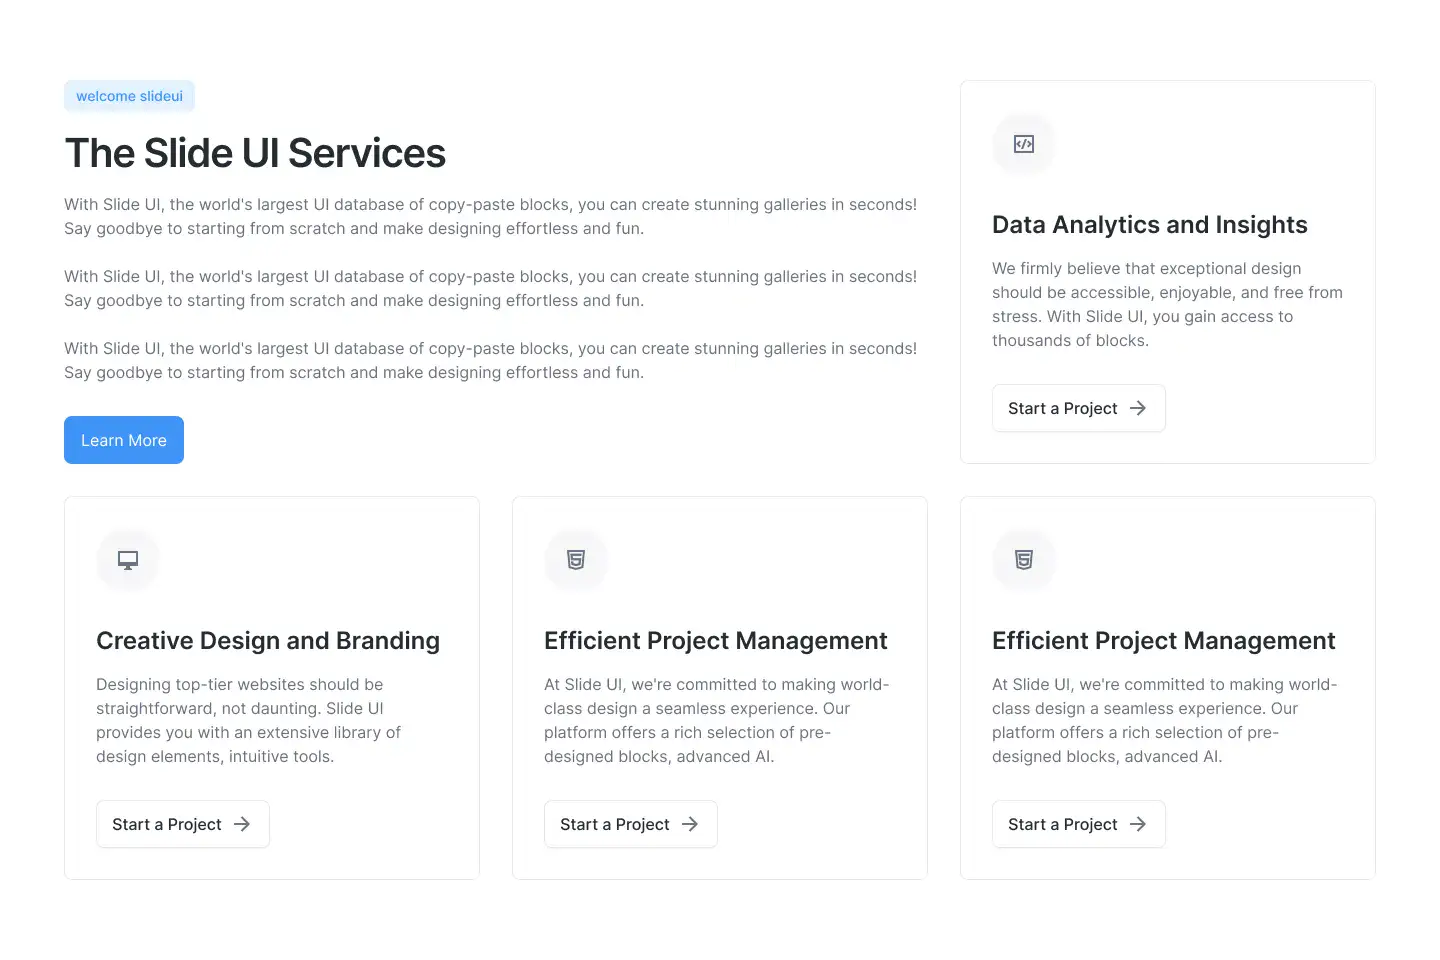 welcome slideui
The Slide UI Services
With Slide UI, the world's largest UI database of copy-paste blocks, you can create stunning galleries in seconds!
Say goodbye to starting from scratch and make designing effortless and fun.
With Slide UI, the world's largest UI database of copy-paste blocks, you can create stunning galleries in seconds!
Say goodbye to starting from scratch and make designing effortless and fun.
With Slide UI, the world's largest UI database of copy-paste blocks, you can create stunning galleries in seconds!
Say goodbye to starting from scratch and make designing effortless and fun.
Learn More
Data Analytics and Insights
We firmly believe that exceptional design
should be accessible, enjoyable, and free from
stress. With Slide UI, you gain access to
thousands of blocks.
Start a Project
Creative Design and Branding
Designing top-tier websites should be
straightforward, not daunting. Slide UI
provides you with an extensive library of
design elements, intuitive tools.
Start a Project
Efficient Project Management
At Slide UI, we're committed to making world-
class design a seamless experience. Our
platform offers a rich selection of pre-
designed blocks, advanced AI.
Start a Project
Efficient Project Management
At Slide UI, we're committed to making world-
class design a seamless experience. Our
platform offers a rich selection of pre-
designed blocks, advanced AI.
Start a Project